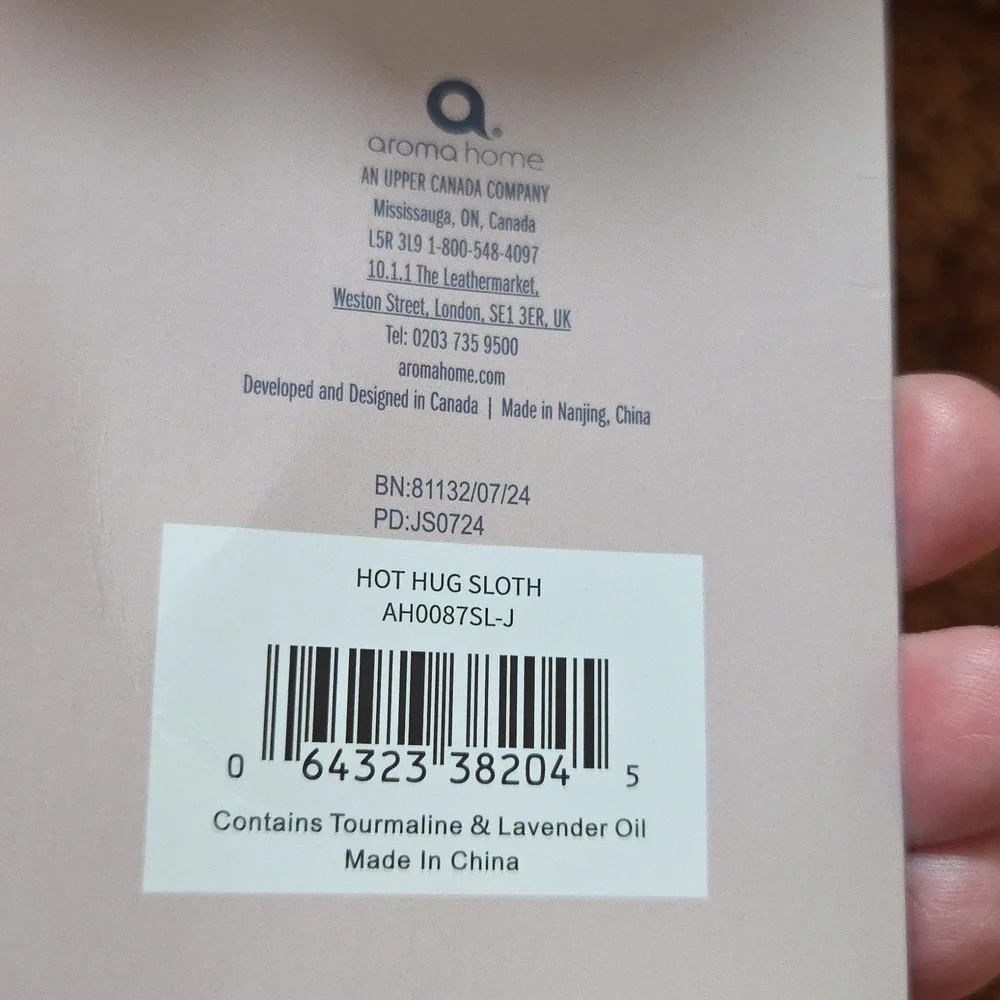 a®
aroma home
AN UPPER CANADA COMPANY
Mississauga, ON, Canada
L5R 3L9 1-800-548-4097
10.1.1 The Leathermarket,
Weston Street, London, SE1 3ER, UK
Tel: 0203 735 9500
aromahome.com
Developed and Designed in Canada | Made in Nanjing, China
BN:81132/07/24
PD:JS0724
HOT HUG SLOTH
AH0087SL-J
0 64323 38204 5
Contains Tourmaline & Lavender Oil
Made In China